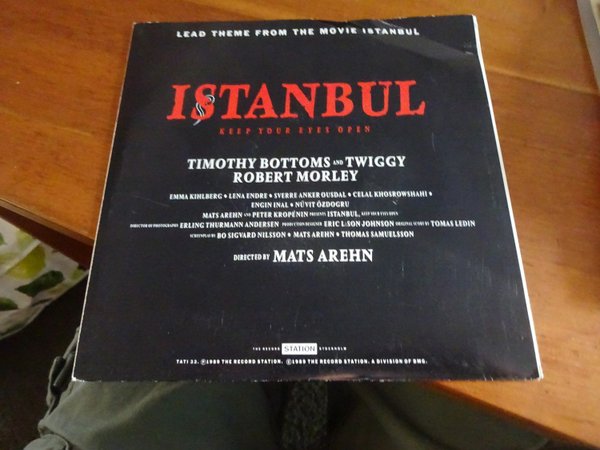 LEAD THEME FROM THE MOVIE ISTANBUL
ISTANBUL
KEEP YOUR EYES OPEN
TIMOTHY BOTTOMS AND TWIGGY
ROBERT MORLEY
EMMA KIHLBERG • LENA ENDRE • SVERRE ANKER OUSDAL • CELAL KHOSROWSHAHI •
ENGIN INAL • NÜVIT ÖZDOGRU
MATS AREHN AND PETER KROPÉNIN PRESENTS ISTANBUL, KEEP YOUR EYES OPEN
DIRECTOR OF PHOTOGRAPHY ERLING THURMANN ANDERSEN PRODUCTION DESIGNER ERIC L:SON JOHNSON ORIGINAL SCORE BY TOMAS LEDIN
SCREENPLAY BY BO SIGVARD NILSSON • MATS AREHN • THOMAS SAMUELSSON
DIRECTED BY MATS AREHN
THE RECORD STATION STOCKHOLM
TAT1 33. ℗1989 THE RECORD STATION. ©1989 THE RECORD STATION. A DIVISION OF BMG.